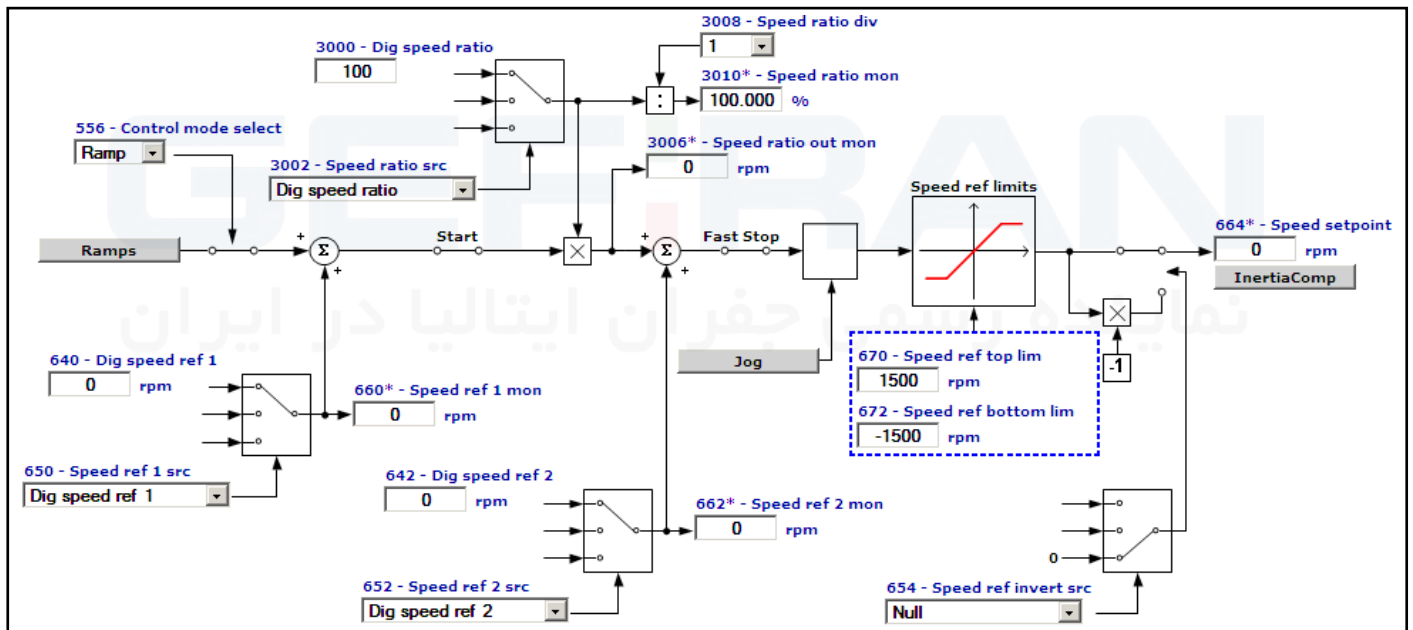 3008 - Speed ratio div
1
3000 - Dig speed ratio
100
3010* - Speed ratio mon
100.000 %
:
556 - Control mode select
Ramp
3006* - Speed ratio out mon
0 rpm
3002 - Speed ratio src
Dig speed ratio
Speed ref limits
GEFRAN
Ramps
+
Σ
+
Start
×
+
Σ
+
Fast Stop
664* - Speed setpoint
0 rpm
InertiaComp
×
-1
نماینده رسمی جفران ایتالیا در ایران
Jog
670 - Speed ref top lim
1500 rpm
672 - Speed ref bottom lim
-1500 rpm
640 - Dig speed ref 1
0 rpm
660* - Speed ref 1 mon
0 rpm
650 - Speed ref 1 src
Dig speed ref 1
642 - Dig speed ref 2
0 rpm
662* - Speed ref 2 mon
0 rpm
0
652 - Speed ref 2 src
Dig speed ref 2
654 - Speed ref invert src
Null